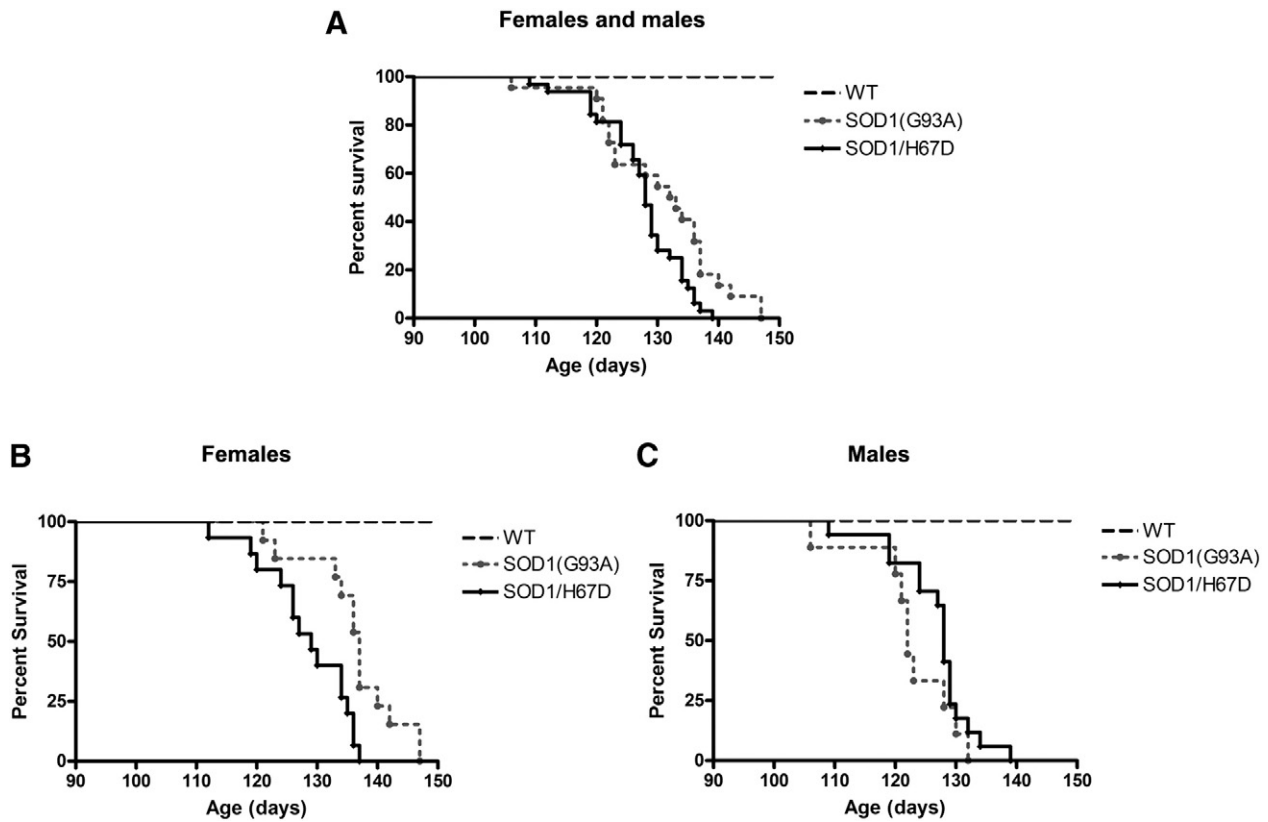 A
Females and males
Percent survival
100
80
60
40
20
0
90 100 110 120 130 140 150
Age (days)
WT
SOD1(G93A)
SOD1/H67D
B
Females
Percent Survival
100
75
50
25
0
90 100 110 120 130 140 150
Age (days)
WT
SOD1(G93A)
SOD1/H67D
C
Males
Percent Survival
100
75
50
25
0
90 100 110 120 130 140 150
Age (days)
WT
SOD1(G93A)
SOD1/H67D